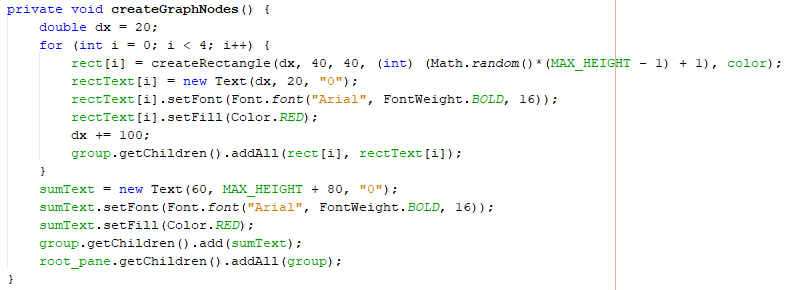 private void createGraphNodes() {
    double dx = 20;
    for (int i = 0; i < 4; i++) {
        rect[i] = createRectangle(dx, 40, 40, (int) (Math.random()*(MAX_HEIGHT - 1) + 1), color);
        rectText[i] = new Text(dx, 20, "0");
        rectText[i].setFont(Font.font("Arial", FontWeight.BOLD, 16));
        rectText[i].setFill(Color.RED);
        dx += 100;
        group.getChildren().addAll(rect[i], rectText[i]);
    }
    sumText = new Text(60, MAX_HEIGHT + 80, "0");
    sumText.setFont(Font.font("Arial", FontWeight.BOLD, 16));
    sumText.setFill(Color.RED);
    group.getChildren().add(sumText);
    root_pane.getChildren().addAll(group);
}